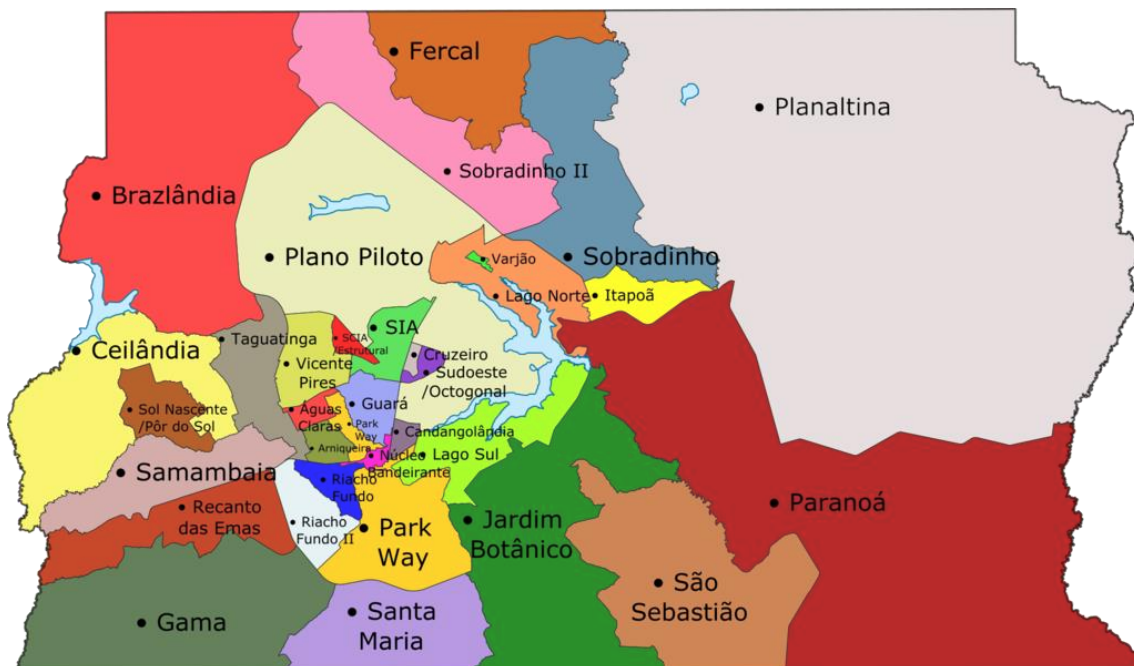 Fercal
Planaltina
Sobradinho II
Brazlândia
Plano Piloto
Sobradinho
Varjão
Lago Norte
Itapoã
SIA
SCIA
/Estrutural
Taguatinga
Ceilândia
Vicente
Pires
Cruzeiro
Sudoeste
/Octogonal
Guará
Sol Nascente
/Pôr do Sol
Águas
Claras
Park
Way
Candangolândia
Arniqueira
Núcleo
Bandeirante
Lago Sul
Samambaia
Riacho
Fundo
Recanto
das Emas
Riacho
Fundo II
Park
Way
Jardim
Botânico
Paranoá
São
Sebastião
Santa
Maria
Gama